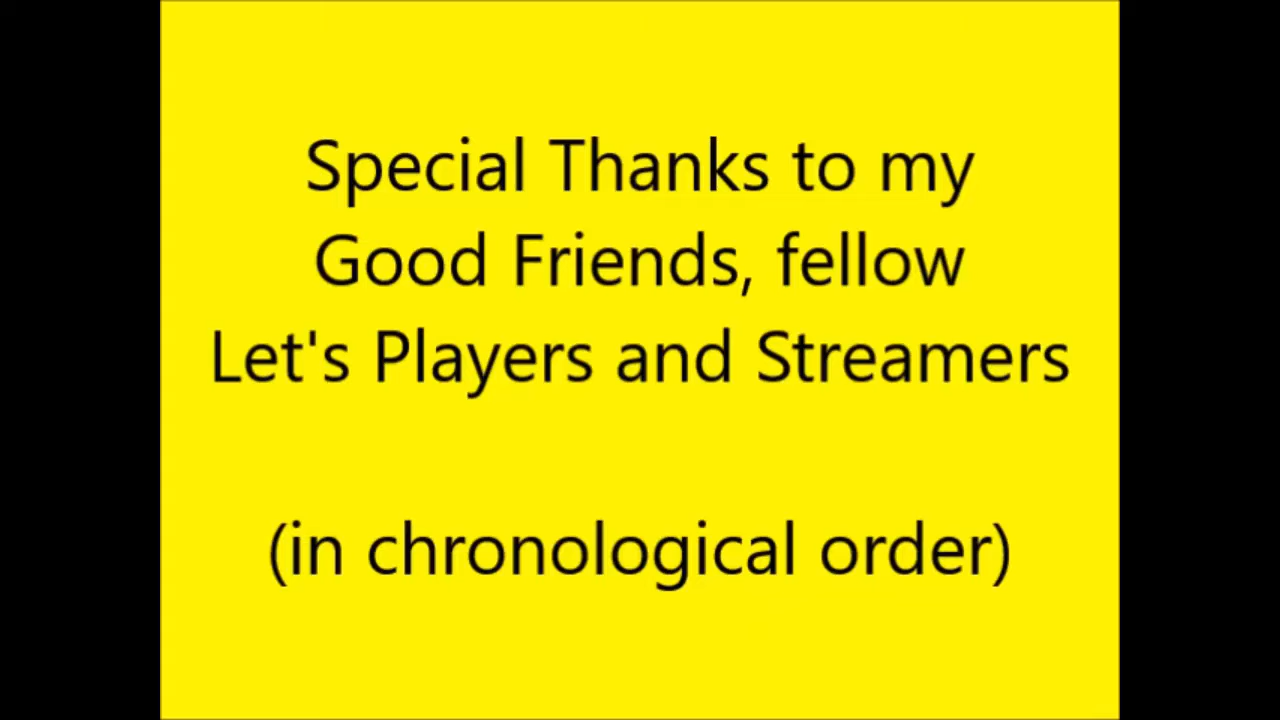 Special Thanks to my
Good Friends, fellow
Let's Players and Streamers
(in chronological order)